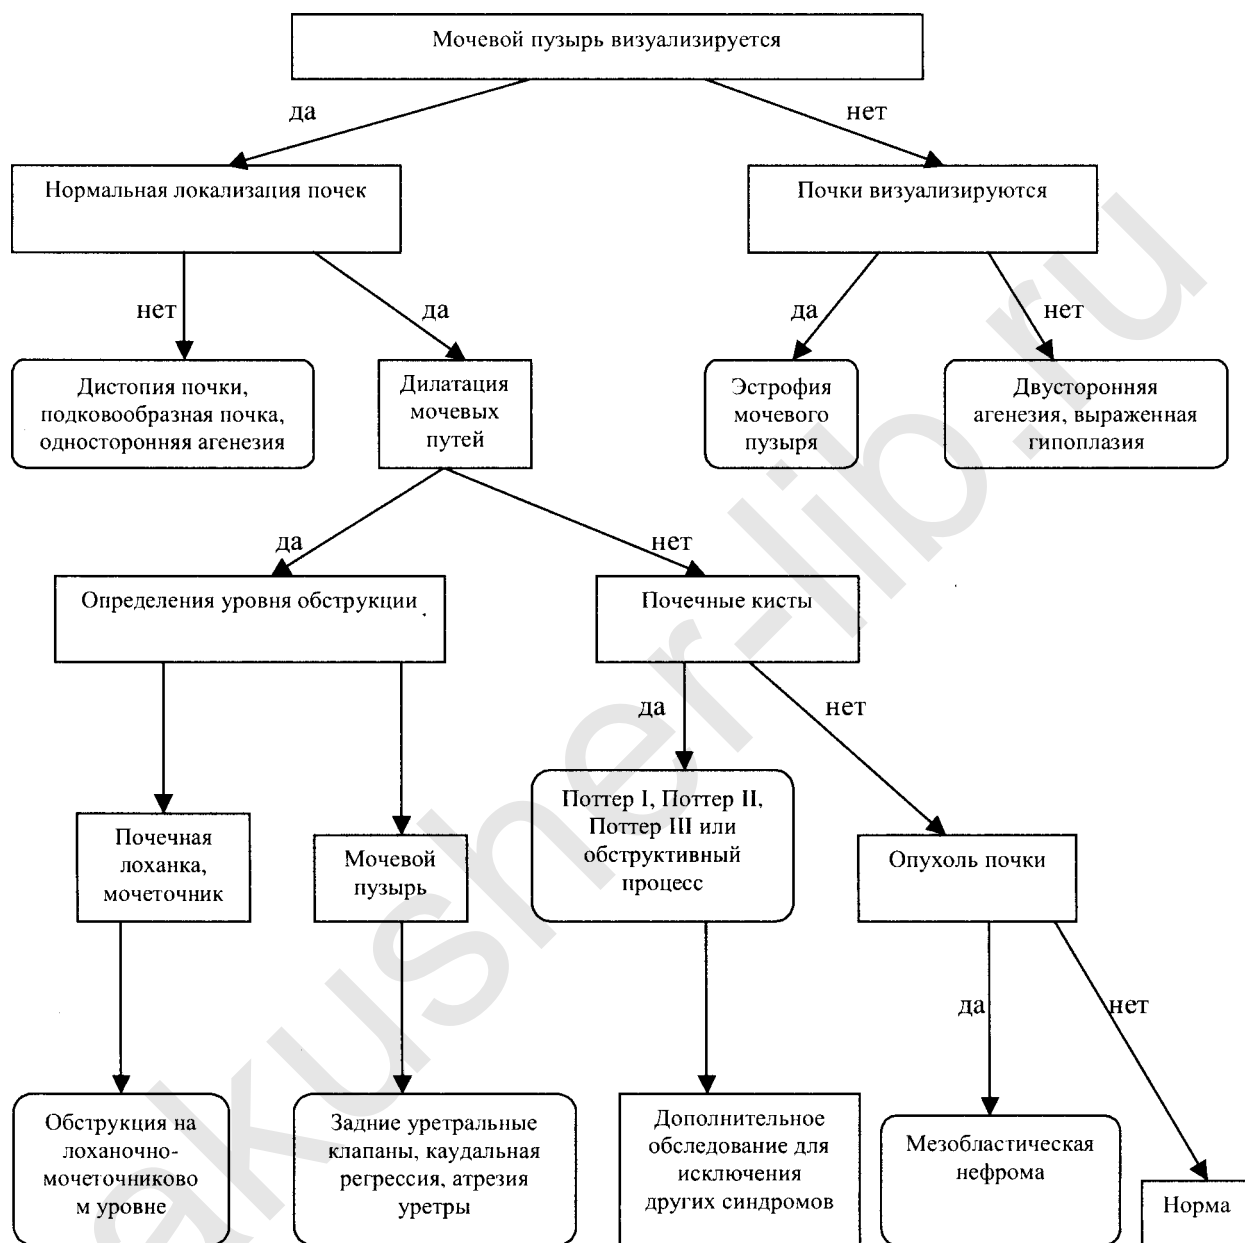 Мочевой пузырь визуализируется
да
нет
Нормальная локализация почек
Почки визуализируются
нет
да
да
нет
Дистопия почки,
подковообразная почка,
односторонняя агенезия
Дилатация
мочевых
путей
Эстрофия
мочевого
пузыря
Двусторонняя
агенезия, выраженная
гипоплазия
да
нет
Определения уровня обструкции
Почечные кисты
да
нет
Почечная
лоханка,
мочеточник
Мочевой
пузырь
Поттер I, Поттер II,
Поттер III или
обструктивный
процесс
Опухоль почки
да
нет
Обструкция на
лоханочно-
мочеточниково
м уровне
Задние уретральные
клапаны, каудальная
регрессия, атрезия
уретры
Дополнительное
обследование для
исключения
других синдромов
Мезобластическая
нефрома
Норма
akusher-lib.ru